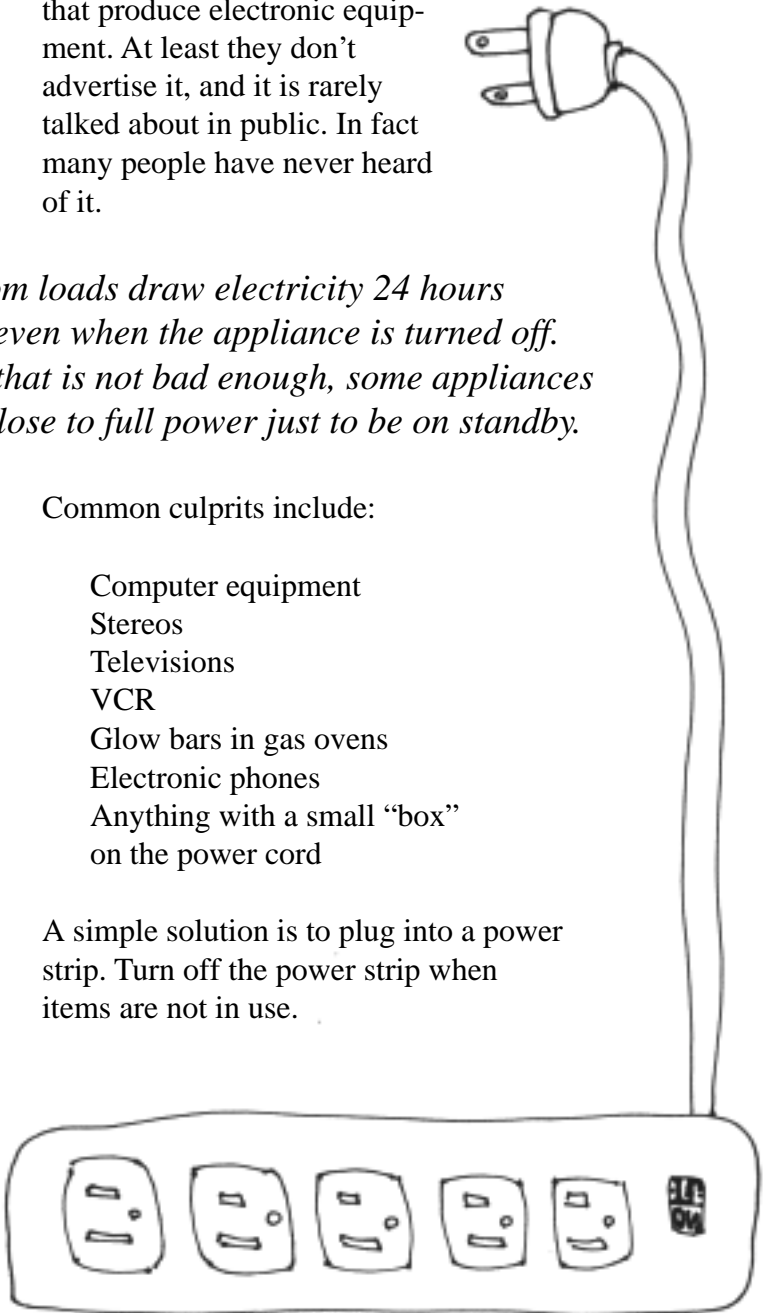 that produce electronic equip-
ment. At least they don’t
advertise it, and it is rarely
talked about in public. In fact
many people have never heard
of it.
om loads draw electricity 24 hours
even when the appliance is turned off.
that is not bad enough, some appliances
lose to full power just to be on standby.
Common culprits include:
Computer equipment
Stereos
Televisions
VCR
Glow bars in gas ovens
Electronic phones
Anything with a small “box”
on the power cord
A simple solution is to plug into a power
strip. Turn off the power strip when
items are not in use.